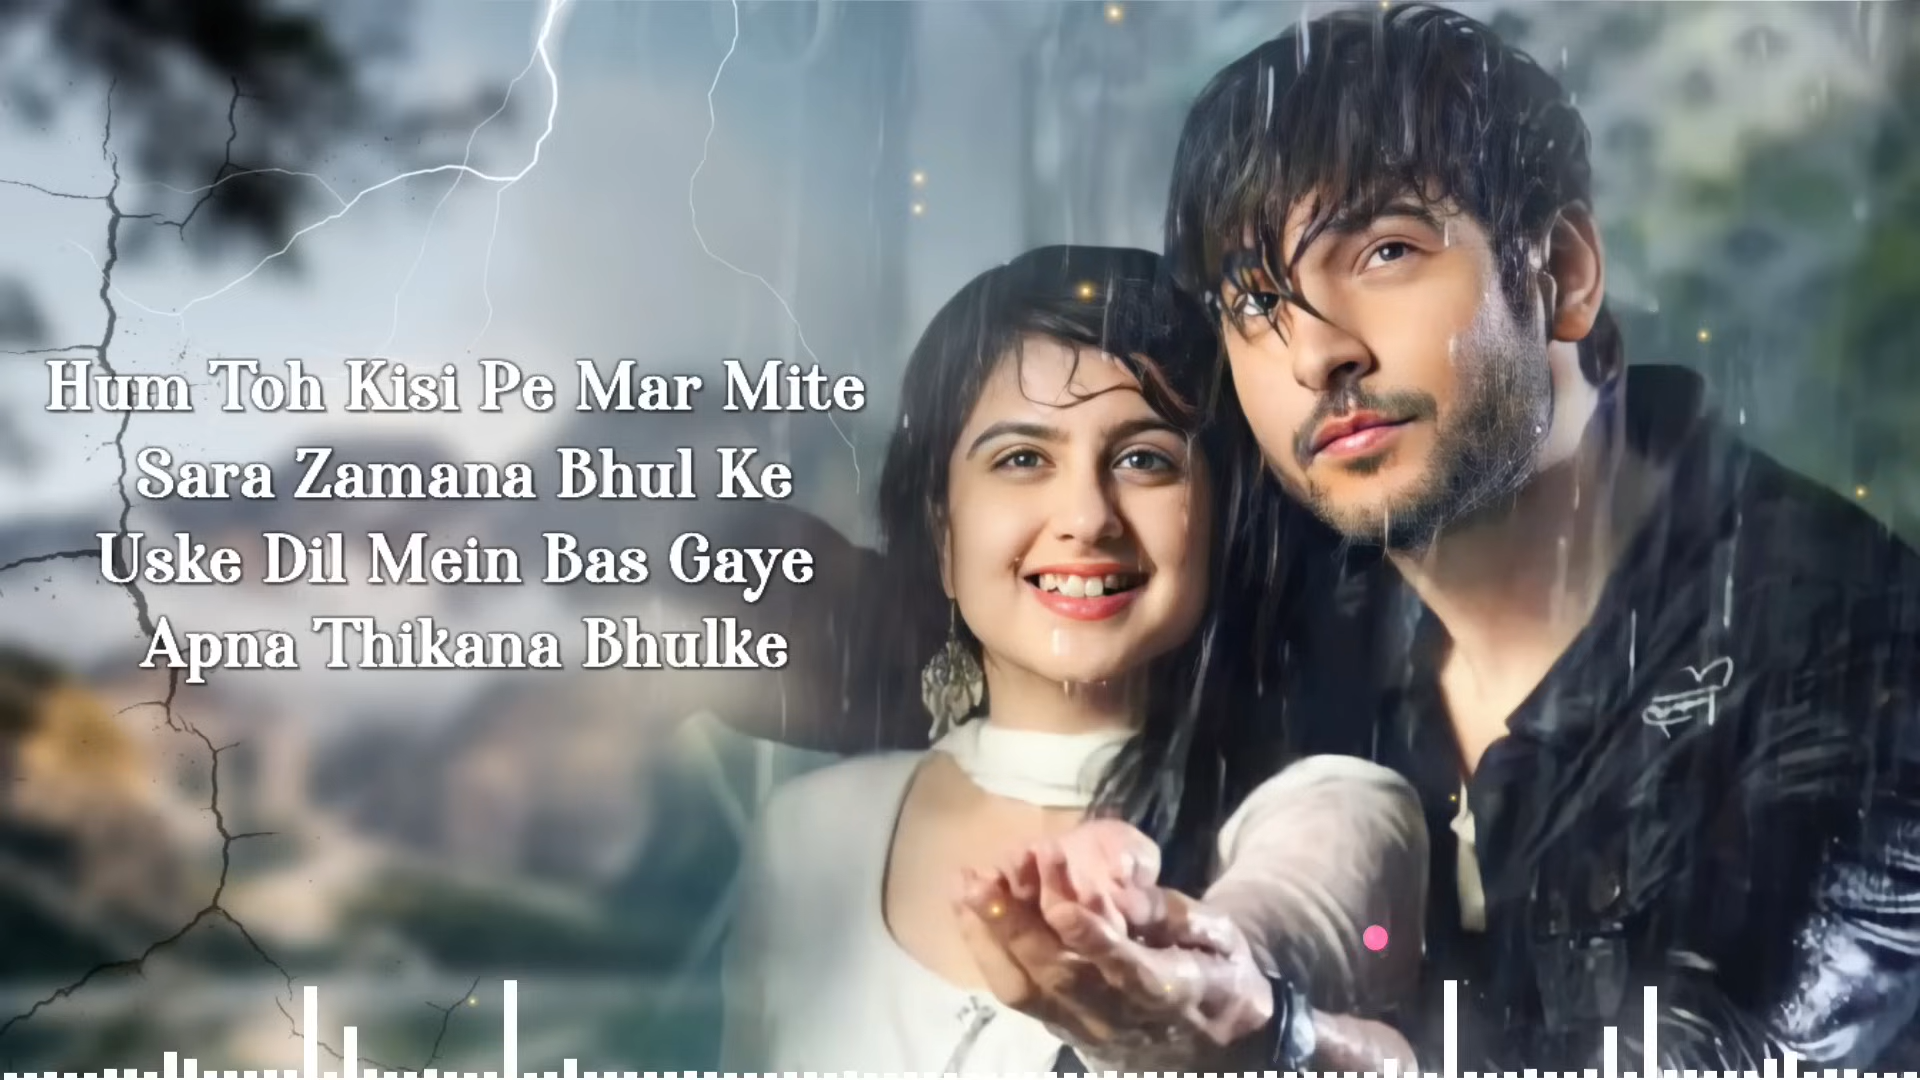 Hum Toh Kisi Pe Mar Mite
Sara Zamana Bhul Ke
Uske Dil Mein Bas Gaye
Apna Thikana Bhulke